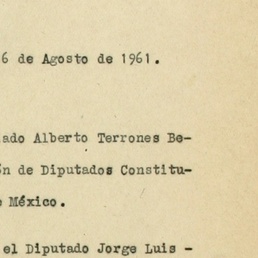 6 de Agosto de 1961.
ado Alberto Terrones Be-
n de Diputados Constitu-
México.
el Diputado Jorge Luis -